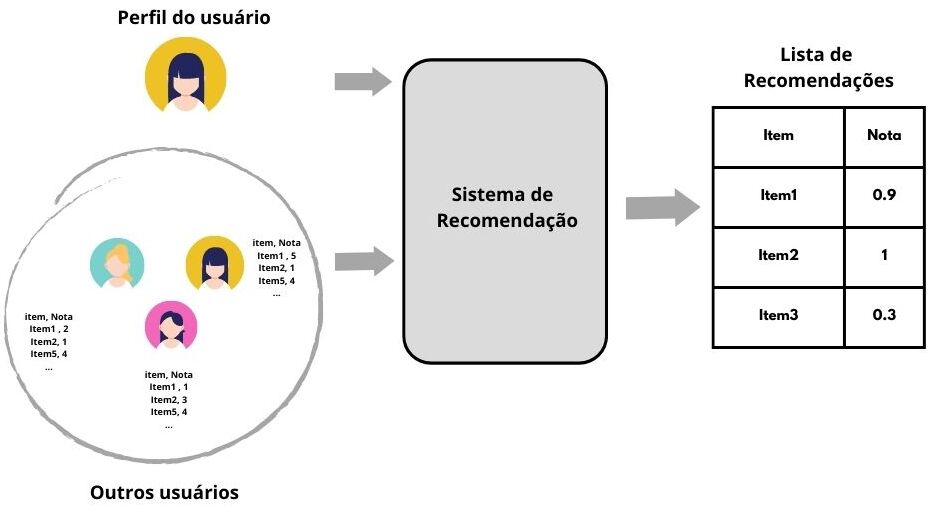 Perfil do usuário
Lista de
Recomendações
Item Nota
Item1 0.9
Item2 1
Item3 0.3
Sistema de
Recomendação
item, Nota
Item1 , 5
Item2, 1
Item5, 4
...
item, Nota
Item1 , 2
Item2, 1
Item5, 4
...
item, Nota
Item1 , 1
Item2, 3
Item5, 4
...
Outros usuários